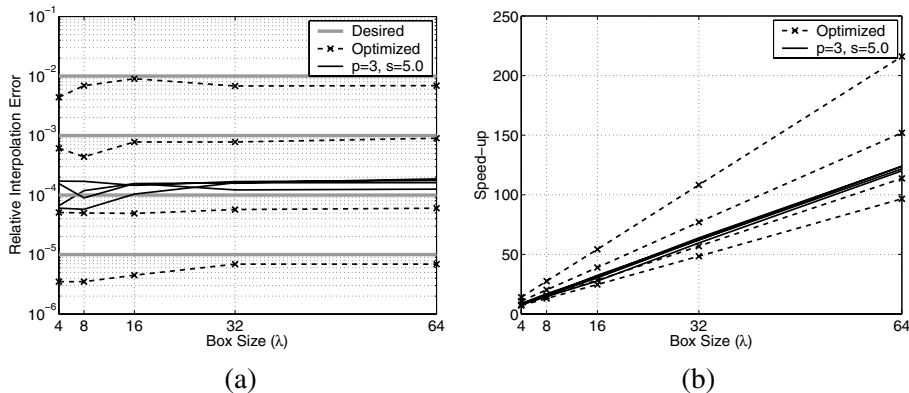 10^-1
10^-2
10^-3
10^-4
10^-5
10^-6
Relative Interpolation Error
Desired
Optimized
p=3, s=5.0
4 8 16 32 64
Box Size (λ)
(a)
250
200
150
100
50
0
Speed-up
Optimized
p=3, s=5.0
4 8 16 32 64
Box Size (λ)
(b)